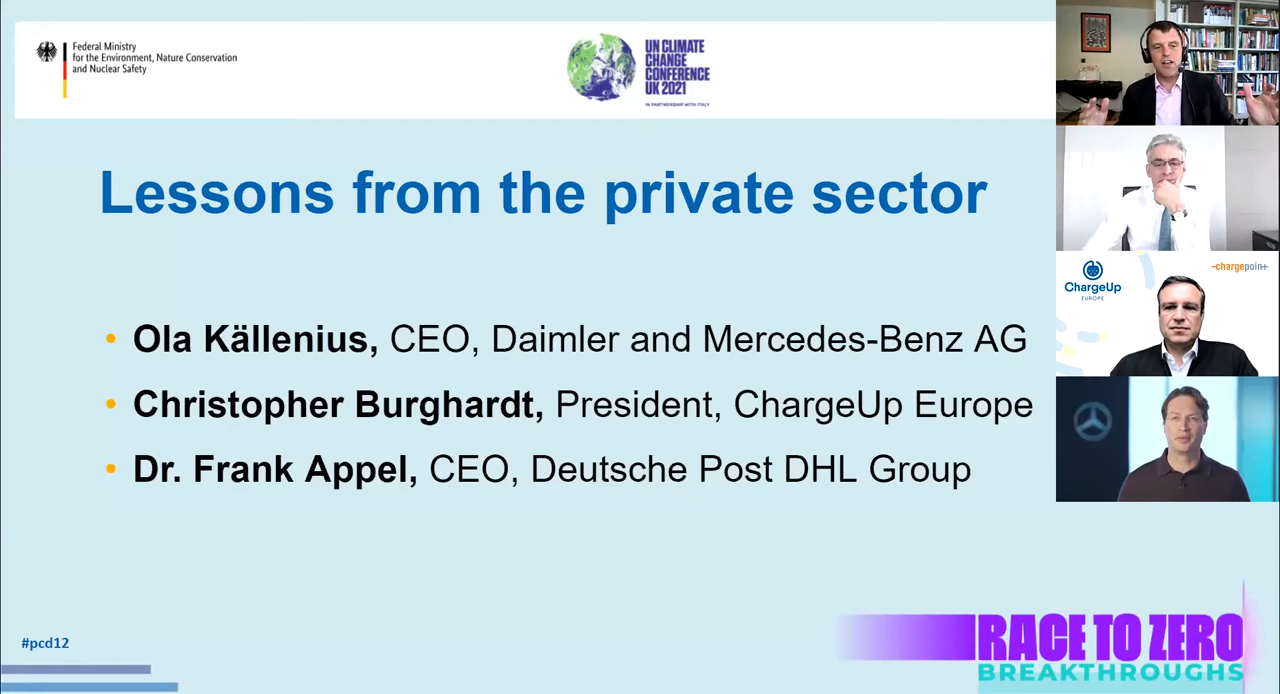 Federal Ministry
for the Environment, Nature Conservation
and Nuclear Safety
UN CLIMATE
CHANGE
CONFERENCE
UK 2021
IN PARTNERSHIP WITH ITALY
Lessons from the private sector
• Ola Källenius, CEO, Daimler and Mercedes-Benz AG
• Christopher Burghardt, President, ChargeUp Europe
• Dr. Frank Appel, CEO, Deutsche Post DHL Group
ChargeUp
EUROPE
-chargepoin+
#pcd12
RACE TO ZERO
BREAKTHROUGHS